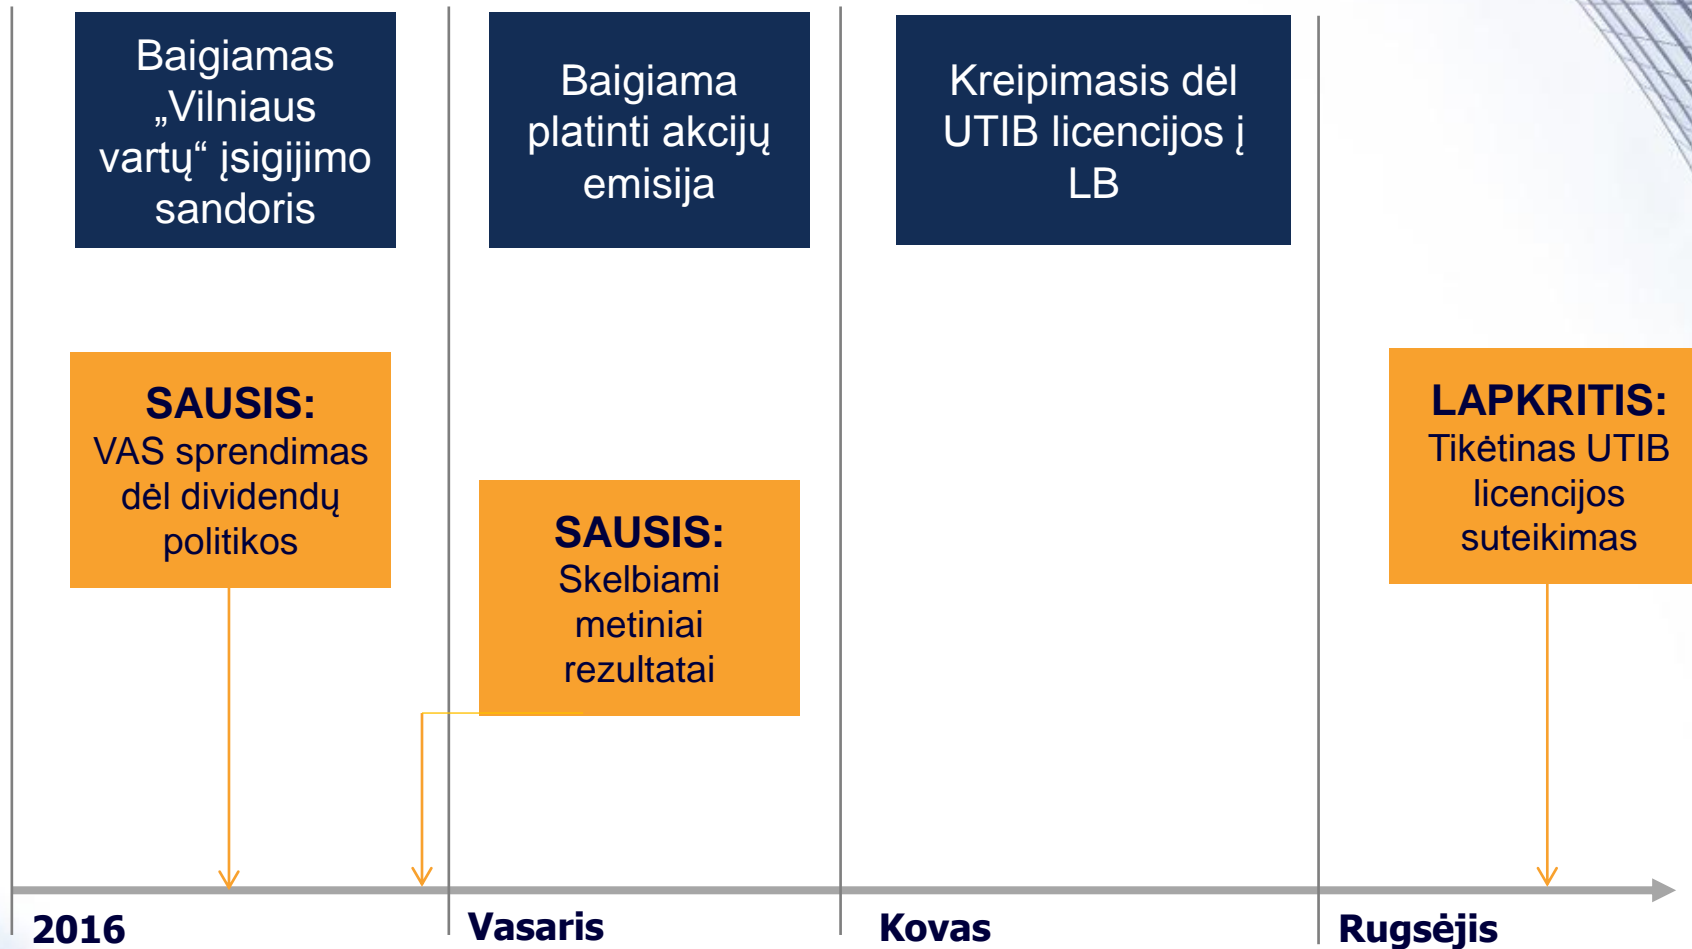 Baigiamas
„Vilniaus
vartų“ įsigijimo
sandoris
Baigiama
platinti akcijų
emisija
Kreipimasis dėl
UTIB licencijos į
LB
SAUSIS:
VAS sprendimas
dėl dividendų
politikos
SAUSIS:
Skelbiami
metiniai
rezultatai
LAPKRITIS:
Tikėtinas UTIB
licencijos
suteikimas
2016
Vasaris
Kovas
Rugsėjis